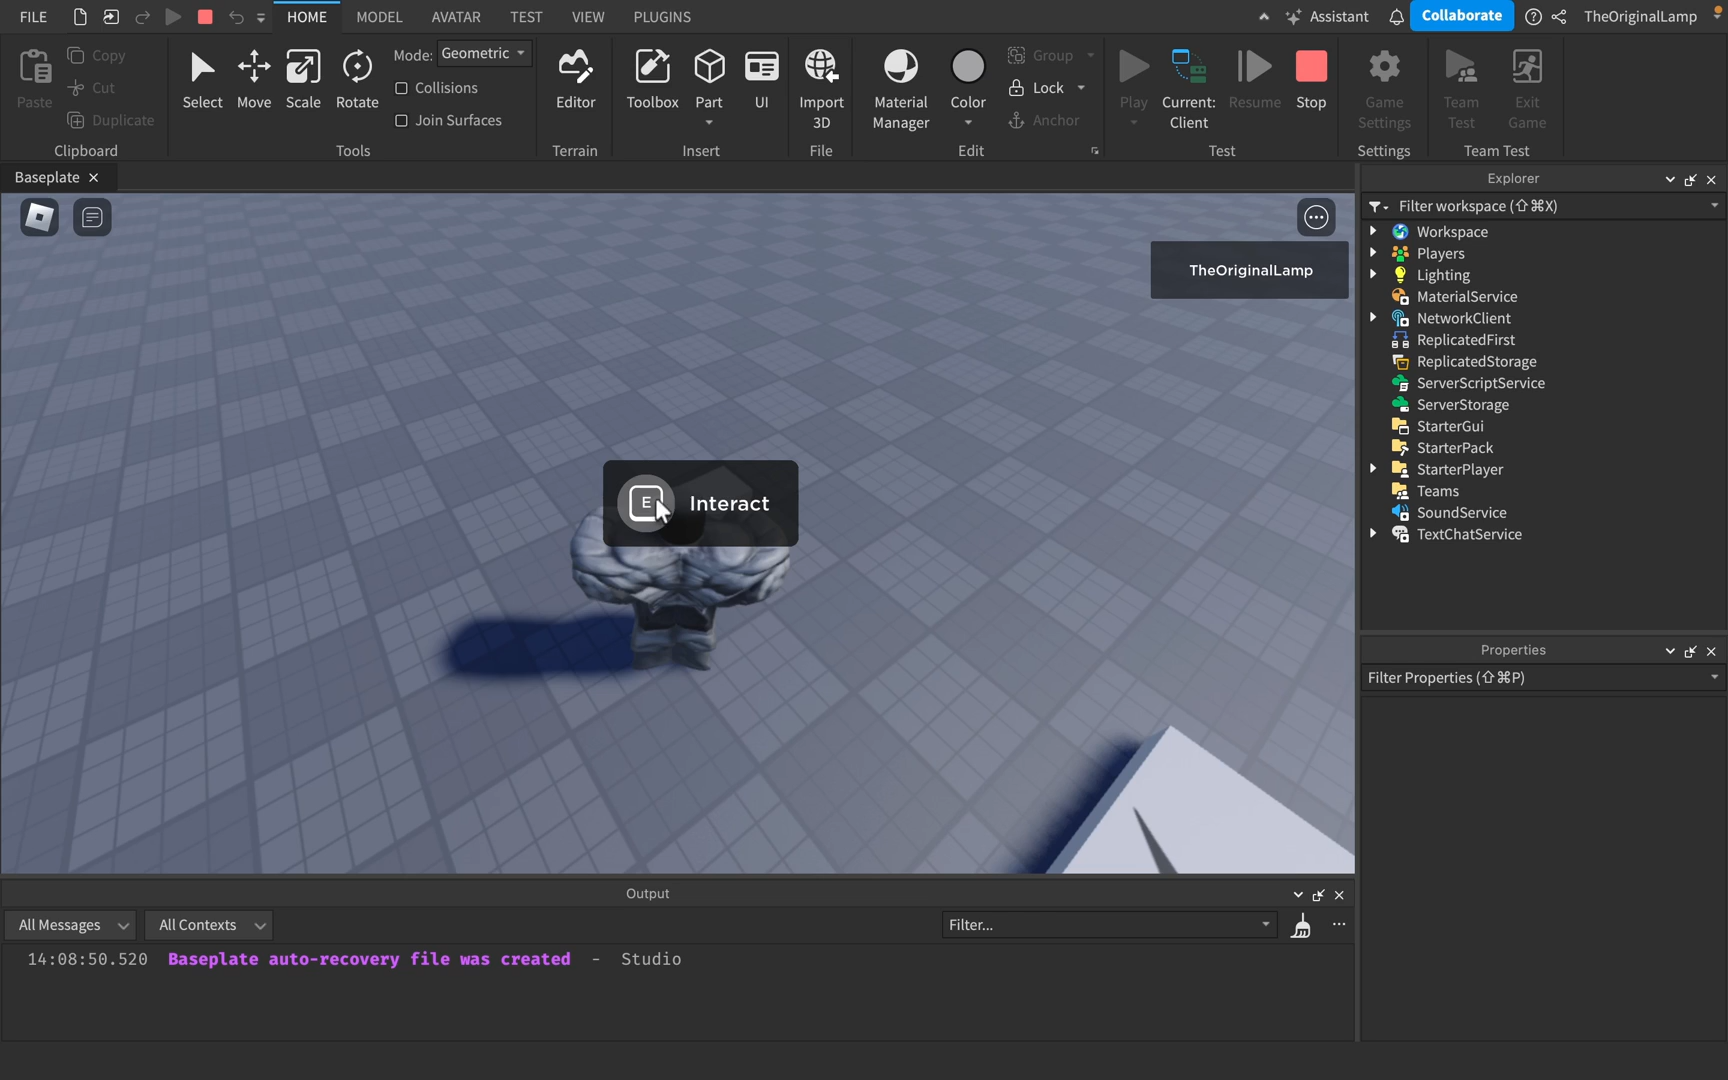 FILE HOME MODEL AVATAR TEST VIEW PLUGINS Assistant Collaborate TheOriginalLamp
Paste Copy Cut Duplicate
Clipboard
Select Move Scale Rotate
Mode: Geometric
Collisions
Join Surfaces
Tools
Editor
Terrain
Toolbox Part UI
Insert
Import 3D
File
Material Manager Color
Group
Lock
Anchor
Edit
Play Current: Client Resume Stop
Test
Game Settings
Settings
Team Test Exit Game
Team Test
Baseplate
TheOriginalLamp
E Interact
Explorer
Filter workspace (⇧⌘X)
Workspace
Players
Lighting
MaterialService
NetworkClient
ReplicatedFirst
ReplicatedStorage
ServerScriptService
ServerStorage
StarterGui
StarterPack
StarterPlayer
Teams
SoundService
TextChatService
Properties
Filter Properties (⇧⌘P)
Output
All Messages All Contexts Filter...
14:08:50.520 Baseplate auto-recovery file was created - Studio